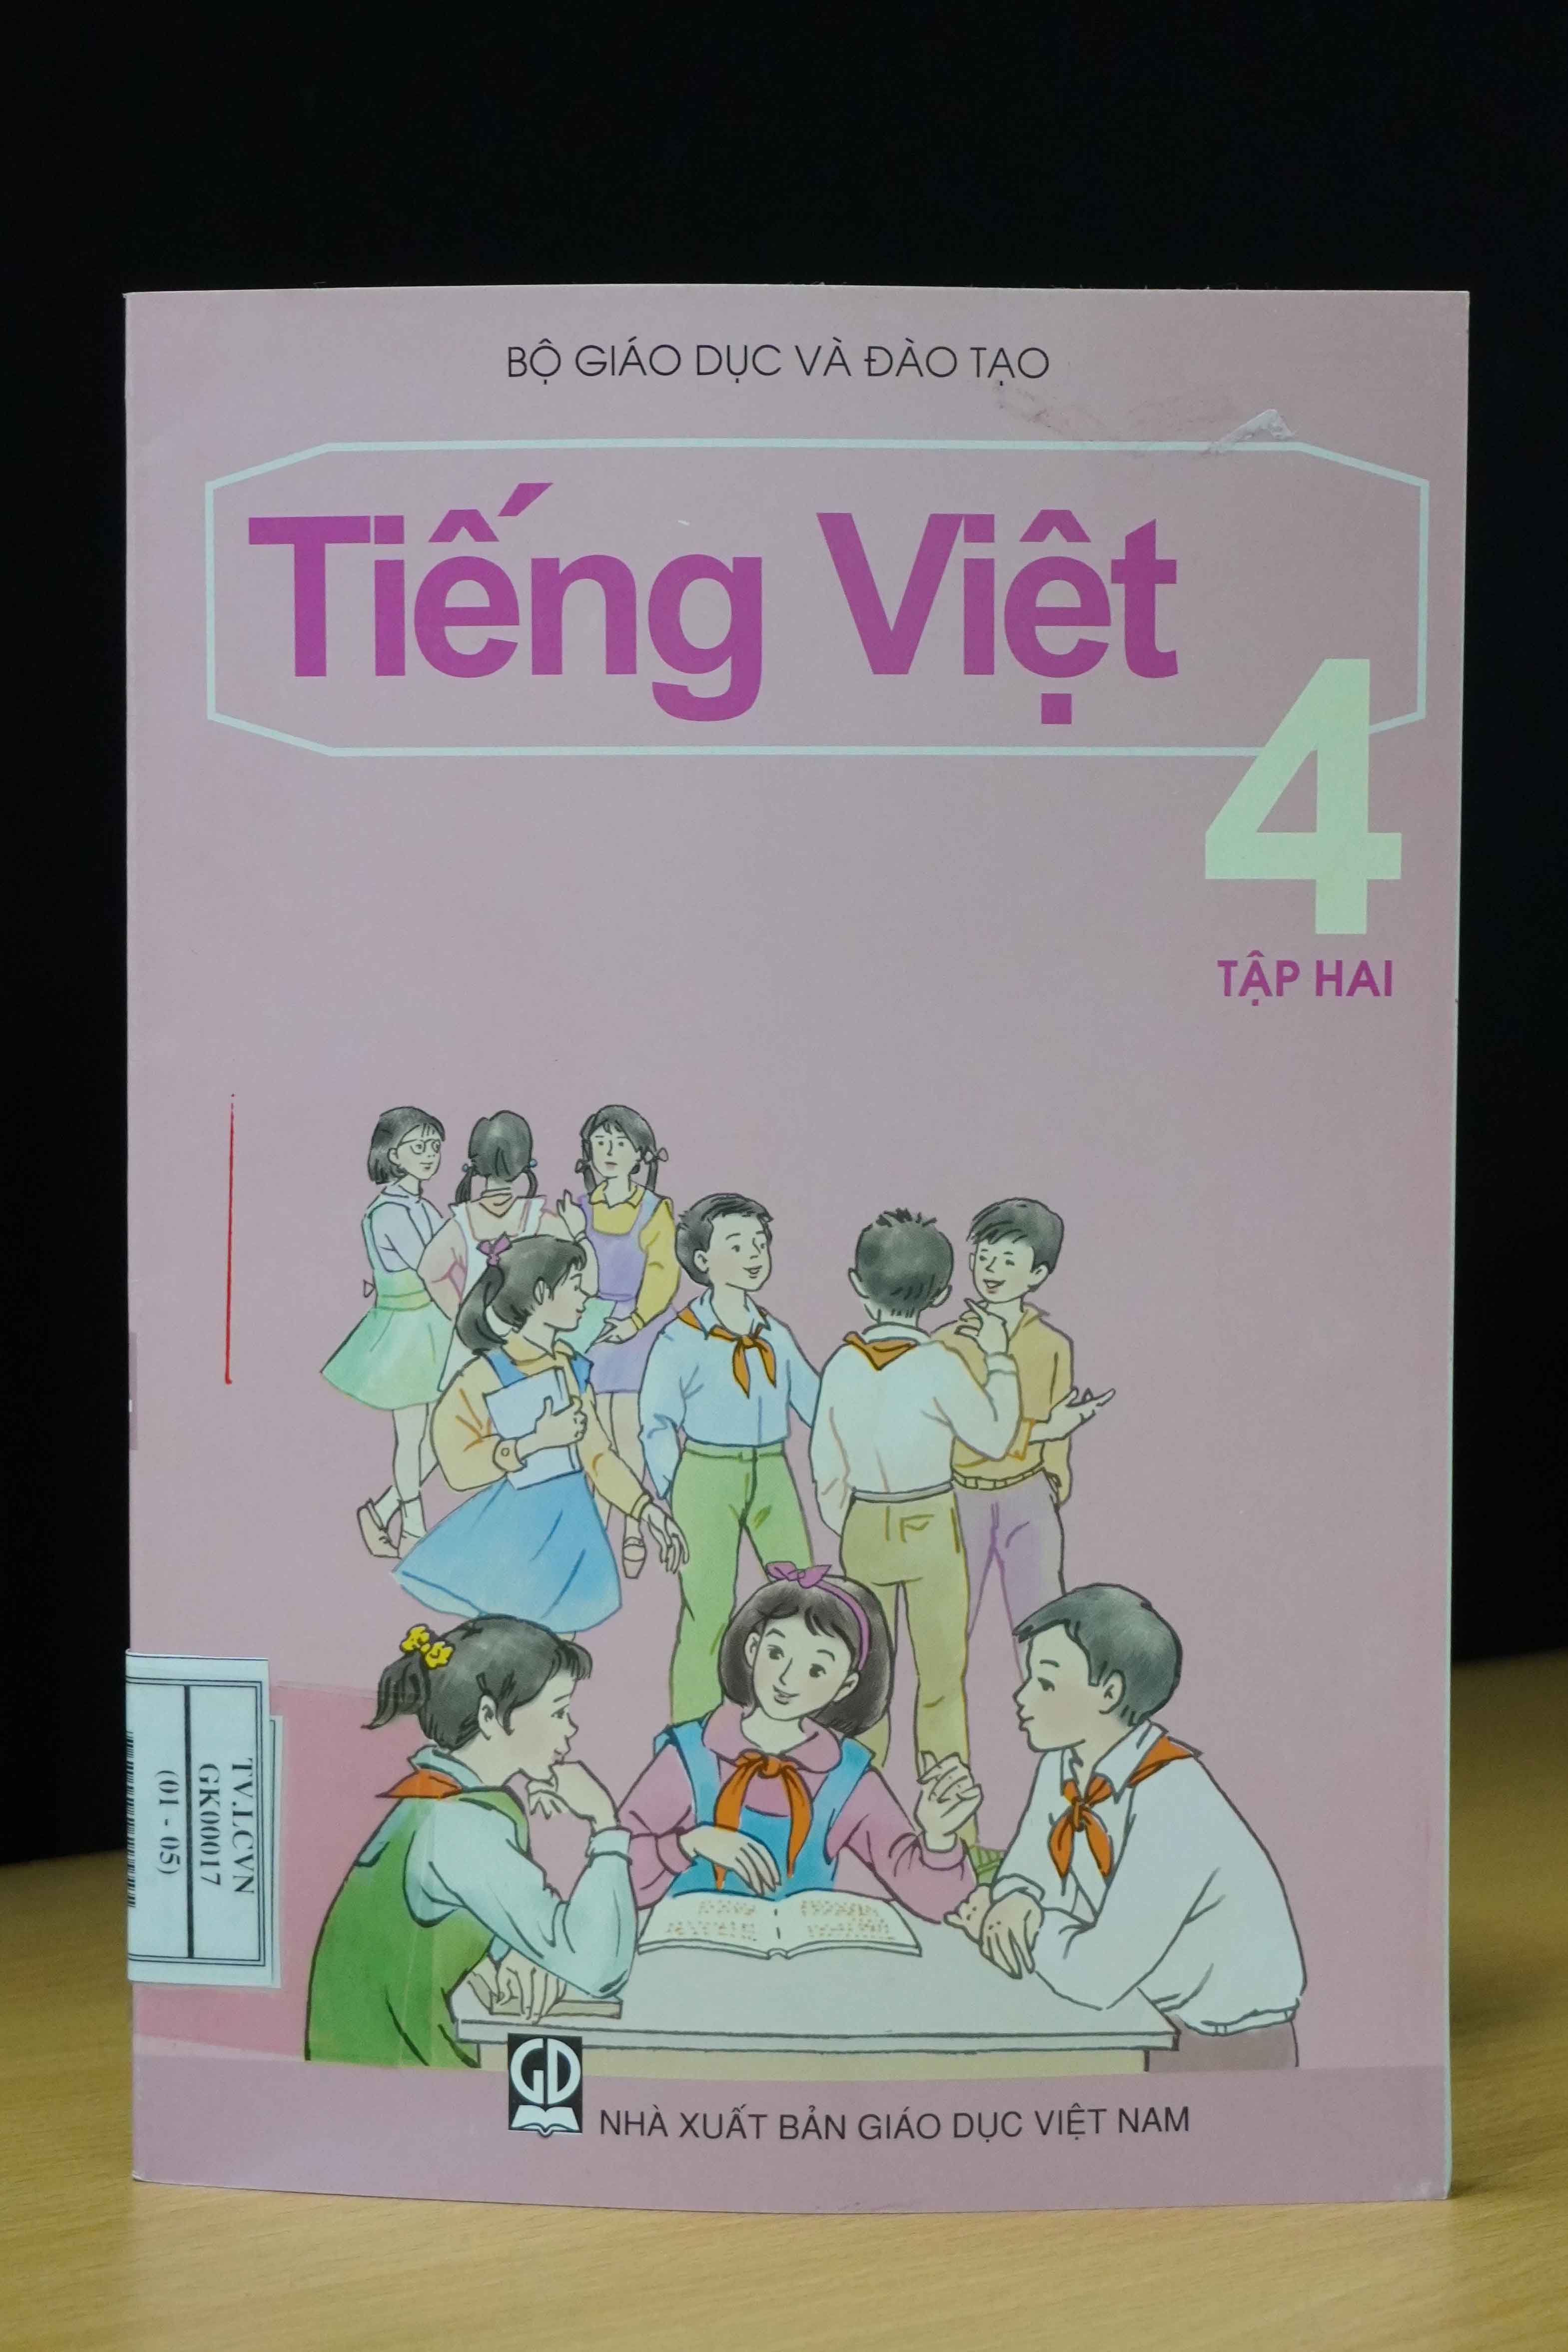 BỘ GIÁO DỤC VÀ ĐÀO TẠO
Tiếng Việt
4
TẬP HAI
TV.LCVN
GK00017
(01 - 05)
GD
NHÀ XUẤT BẢN GIÁO DỤC VIỆT NAM